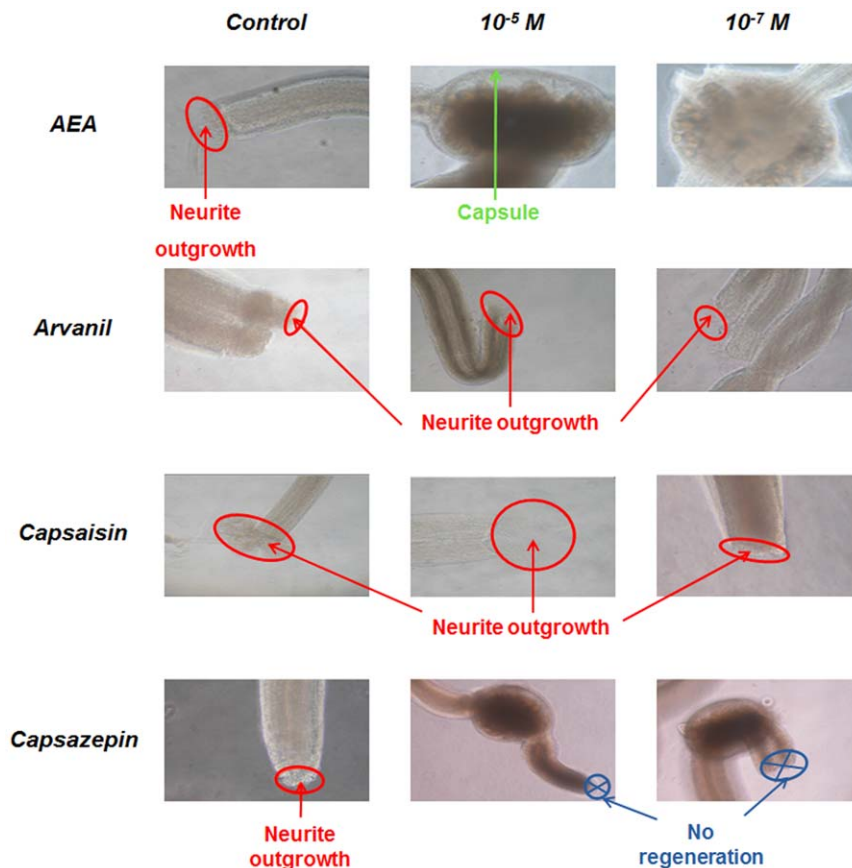 Control 10⁻⁵ M 10⁻⁷ M
AEA
Neurite
outgrowth
Capsule
Arvanil
Neurite outgrowth
Capsaisin
Neurite outgrowth
Capsazepin
Neurite
outgrowth
No
regeneration